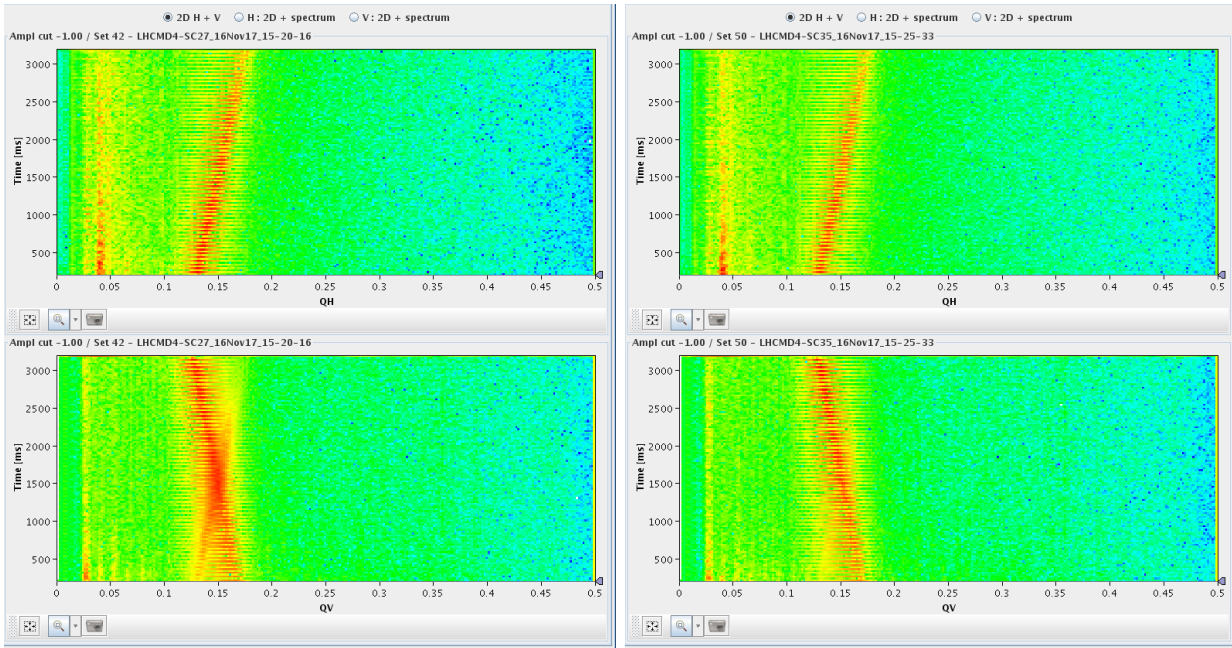 2D H + V H : 2D + spectrum V : 2D + spectrum
Ampl cut -1.00 / Set 42 - LHCMD4-SC27_16Nov17_15-20-16
3000
2500
2000
1500
1000
500
Time [ms]
0 0.05 0.1 0.15 0.2 0.25 0.3 0.35 0.4 0.45 0.5
QH
Ampl cut -1.00 / Set 42 - LHCMD4-SC27_16Nov17_15-20-16
3000
2500
2000
1500
1000
500
Time [ms]
0 0.05 0.1 0.15 0.2 0.25 0.3 0.35 0.4 0.45 0.5
QV
2D H + V H : 2D + spectrum V : 2D + spectrum
Ampl cut -1.00 / Set 50 - LHCMD4-SC35_16Nov17_15-25-33
3000
2500
2000
1500
1000
500
Time [ms]
0 0.05 0.1 0.15 0.2 0.25 0.3 0.35 0.4 0.45 0.5
QH
Ampl cut -1.00 / Set 50 - LHCMD4-SC35_16Nov17_15-25-33
3000
2500
2000
1500
1000
500
Time [ms]
0 0.05 0.1 0.15 0.2 0.25 0.3 0.35 0.4 0.45 0.5
QV